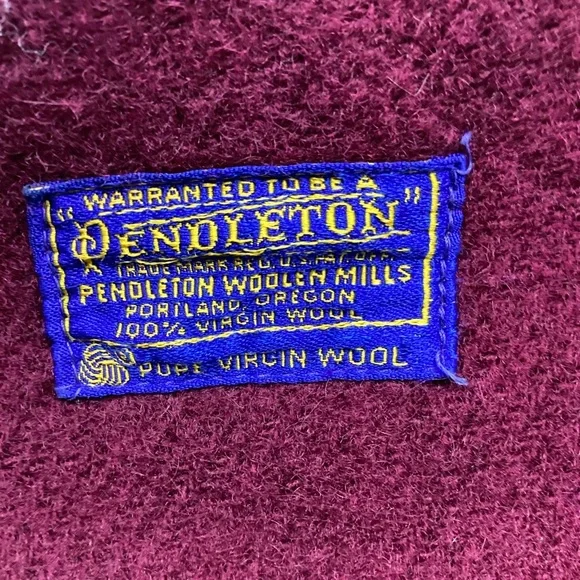 WARRANTED TO BE A
"PENDLETON"
TRADE MARK REG. U.S. PAT. OFF.
PENDLETON WOOLEN MILLS
PORTLAND, OREGON
100% VIRGIN WOOL
PURE VIRGIN WOOL